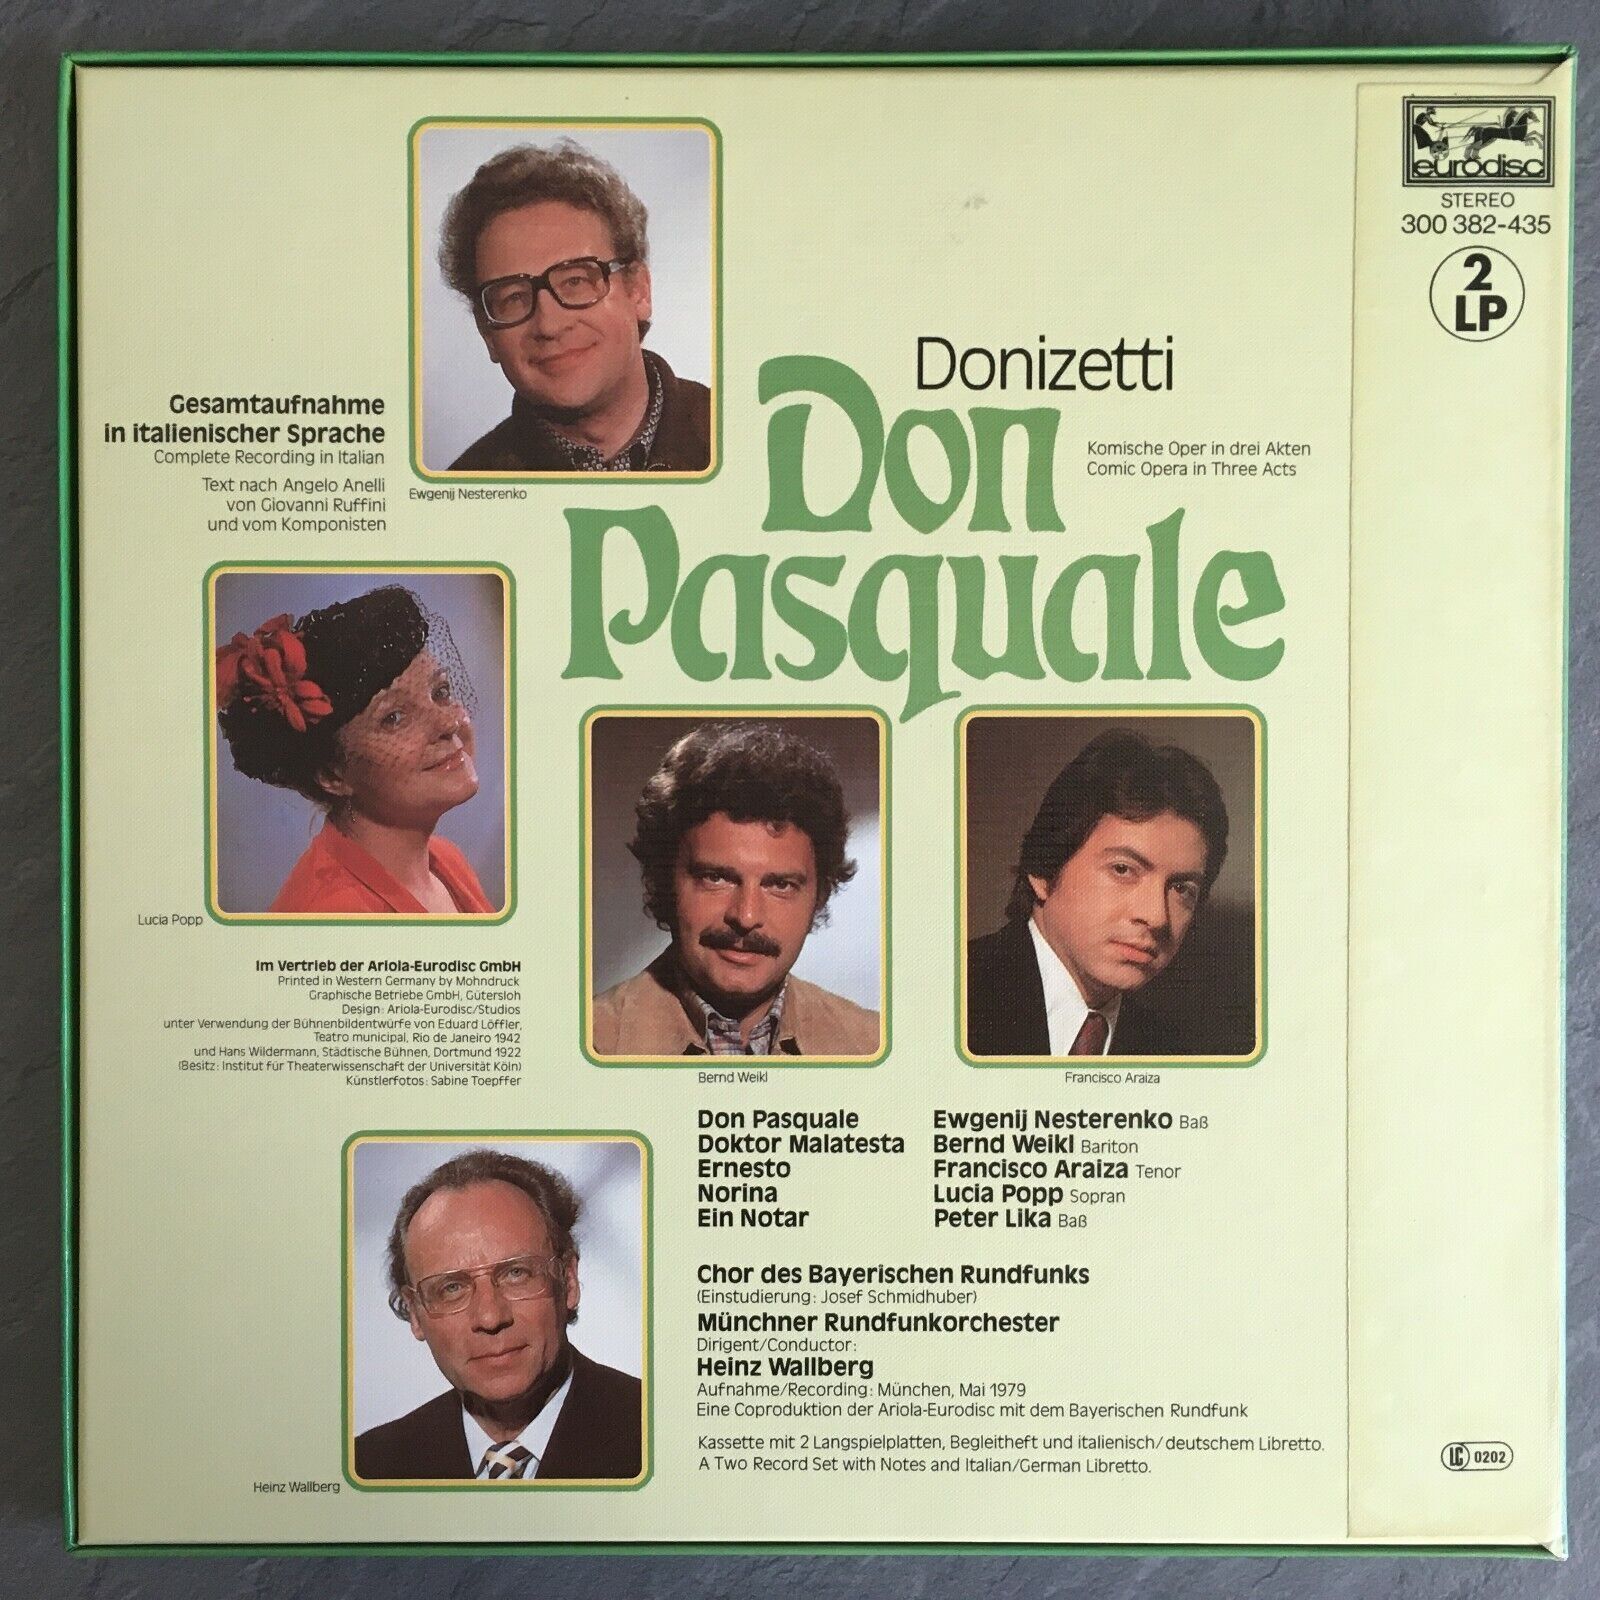 eurodisc
STEREO
300 382-435
2
LP
Donizetti
Don
Pasquale
Komische Oper in drei Akten
Comic Opera in Three Acts
Gesamtaufnahme
in italienischer Sprache
Complete Recording in Italian
Text nach Angelo Anelli
von Giovanni Ruffini
und vom Komponisten
Ewgenij Nesterenko
Lucia Popp
Im Vertrieb der Ariola-Eurodisc GmbH
Printed in Western Germany by Mohndruck
Graphische Betriebe GmbH, Gütersloh
Design: Ariola-Eurodisc/Studios
unter Verwendung der Bühnenbildentwürfe von Eduard Löffler,
Teatro municipal, Rio de Janeiro 1942
und Hans Wildermann, Städtische Bühnen, Dortmund 1922
(Besitz: Institut für Theaterwissenschaft der Universität Köln)
Künstlerfotos: Sabine Toepffer
Bernd Weikl
Francisco Araiza
Don Pasquale Ewgenij Nesterenko Baß
Doktor Malatesta Bernd Weikl Bariton
Ernesto Francisco Araiza Tenor
Norina Lucia Popp Sopran
Ein Notar Peter Lika Baß
Chor des Bayerischen Rundfunks
(Einstudierung: Josef Schmidhuber)
Münchner Rundfunkorchester
Dirigent/Conductor:
Heinz Wallberg
Aufnahme/Recording: München, Mai 1979
Eine Coproduktion der Ariola-Eurodisc mit dem Bayerischen Rundfunk
Kassette mit 2 Langspielplatten, Begleitheft und italienisch/deutschem Libretto.
A Two Record Set with Notes and Italian/German Libretto.
Heinz Wallberg
LC 0202